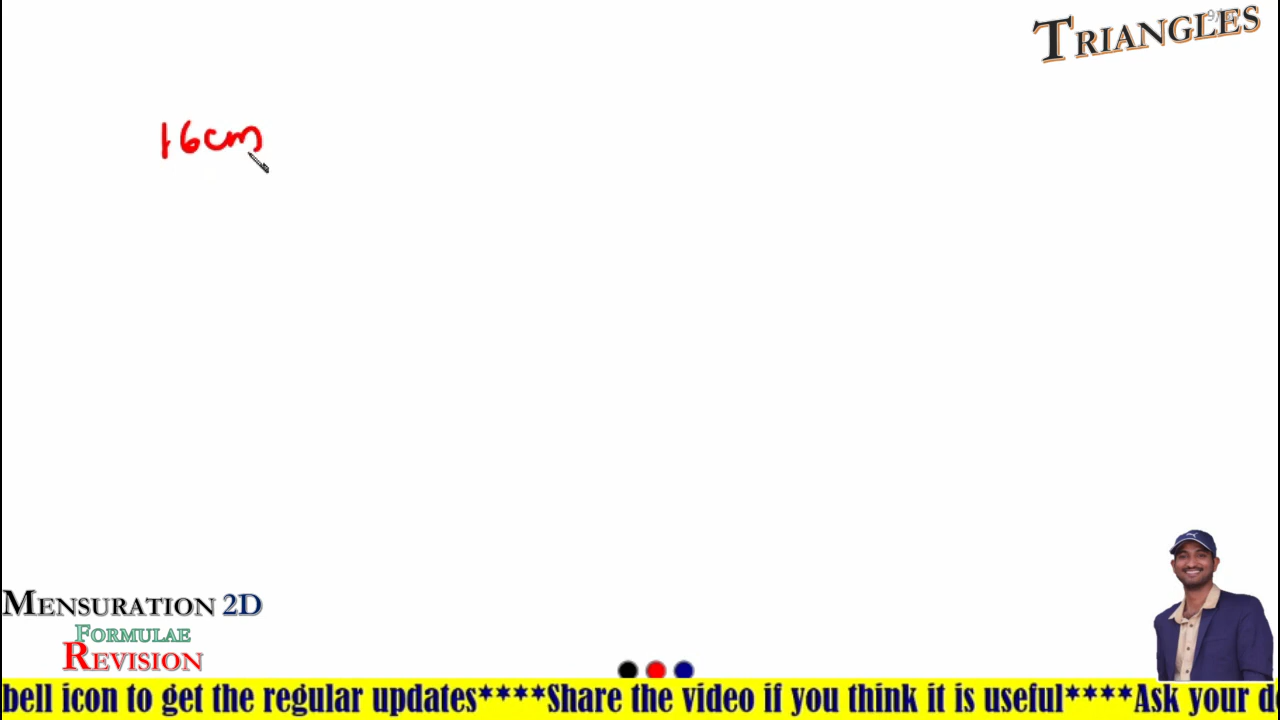 TRIANGLES
16cm
MENSURATION 2D
FORMULAE
REVISION
bell icon to get the regular updates****Share the video if you think it is useful****Ask your d